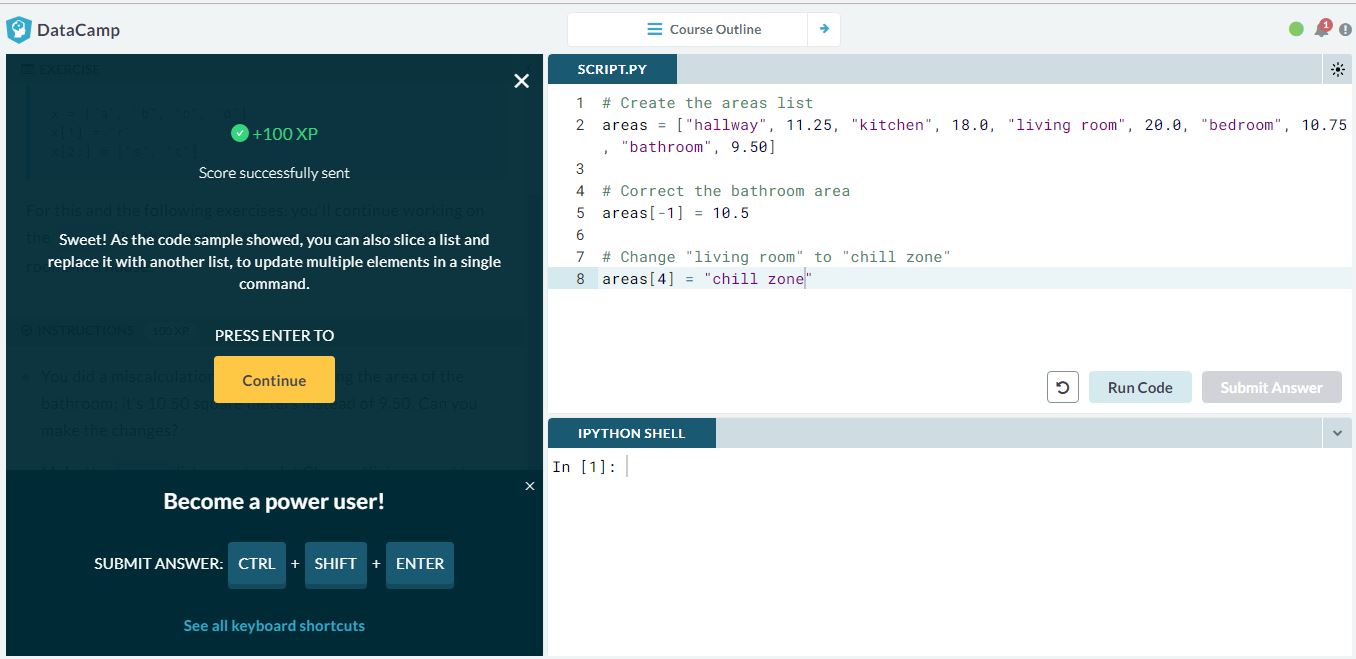 DataCamp
Course Outline
1
EXERCISE
x = ["a", "b", "c", "d"]
x[1] = "r"
x[2:] = ["s", "t"]
+100 XP
Score successfully sent
For this and the following exercises, you'll continue working on
the
Sweet! As the code sample showed, you can also slice a list and
replace it with another list, to update multiple elements in a single
command.
INSTRUCTIONS 100 XP
PRESS ENTER TO
Continue
You did a miscalculation
ng the area of the
bathroom; it's 10.50 square meters instead of 9.50. Can you
make the changes?
Become a power user!
SUBMIT ANSWER: CTRL + SHIFT + ENTER
See all keyboard shortcuts
SCRIPT.PY
1 # Create the areas list
2 areas = ["hallway", 11.25, "kitchen", 18.0, "living room", 20.0, "bedroom", 10.75
, "bathroom", 9.50]
3
4 # Correct the bathroom area
5 areas[-1] = 10.5
6
7 # Change "living room" to "chill zone"
8 areas[4] = "chill zone"
Run Code
Submit Answer
IPYTHON SHELL
In [1]: